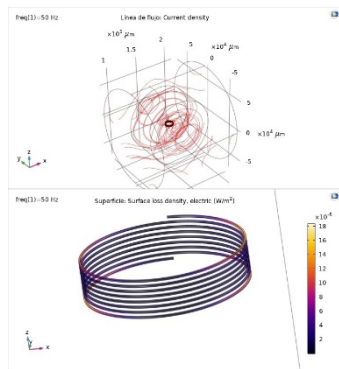 freq(1)=50 Hz
Línea de flujo: Current density
×10⁵ µm
2
5
×10⁴ µm
1.5
0
1
-5
5
0
×10⁴ µm
-5
z
y
x
freq(1)=50 Hz
Superficie: Surface loss density, electric (W/m²)
18
16
14
12
10
8
6
4
2
z
y
x